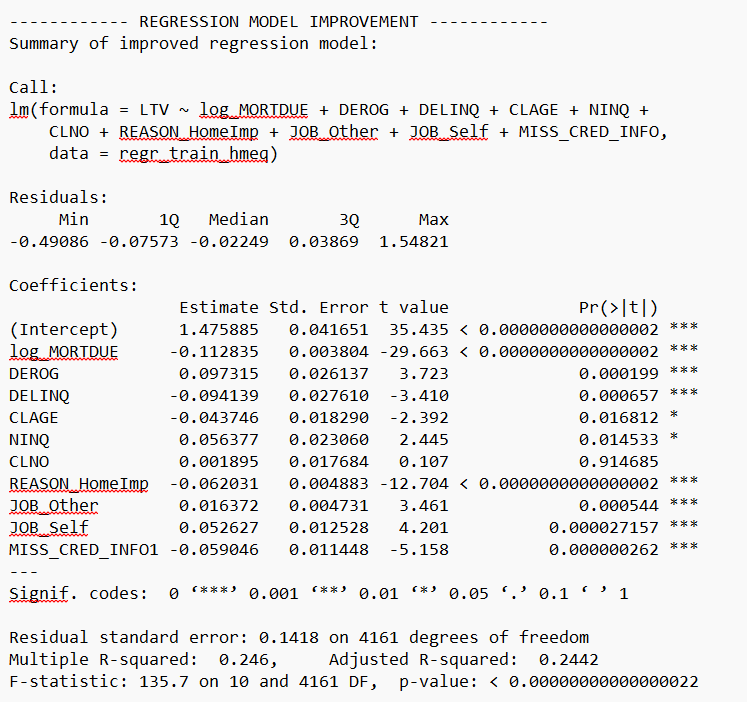 ------------ REGRESSION MODEL IMPROVEMENT ------------
Summary of improved regression model:

Call:
lm(formula = LTV ~ log_MORTDUE + DEROG + DELINQ + CLAGE + NINQ +
    CLNO + REASON_HomeImp + JOB_Other + JOB_Self + MISS_CRED_INFO,
    data = regr_train_hmeq)

Residuals:
     Min       1Q   Median       3Q      Max
-0.49086 -0.07573 -0.02249  0.03869  1.54821

Coefficients:
                 Estimate Std. Error t value             Pr(>|t|)
(Intercept)      1.475885   0.041651  35.435 < 0.0000000000000002 ***
log_MORTDUE     -0.112835   0.003804 -29.663 < 0.0000000000000002 ***
DEROG            0.097315   0.026137   3.723             0.000199 ***
DELINQ          -0.094139   0.027610  -3.410             0.000657 ***
CLAGE           -0.043746   0.018290  -2.392             0.016812 *
NINQ             0.056377   0.023060   2.445             0.014533 *
CLNO             0.001895   0.017684   0.107             0.914685
REASON_HomeImp  -0.062031   0.004883 -12.704 < 0.0000000000000002 ***
JOB_Other        0.016372   0.004731   3.461             0.000544 ***
JOB_Self         0.052627   0.012528   4.201          0.000027157 ***
MISS_CRED_INFO1 -0.059046   0.011448  -5.158          0.000000262 ***
---
Signif. codes:  0 ‘***’ 0.001 ‘**’ 0.01 ‘*’ 0.05 ‘.’ 0.1 ‘ ’ 1

Residual standard error: 0.1418 on 4161 degrees of freedom
Multiple R-squared:  0.246,     Adjusted R-squared:  0.2442
F-statistic: 135.7 on 10 and 4161 DF,  p-value: < 0.00000000000000022